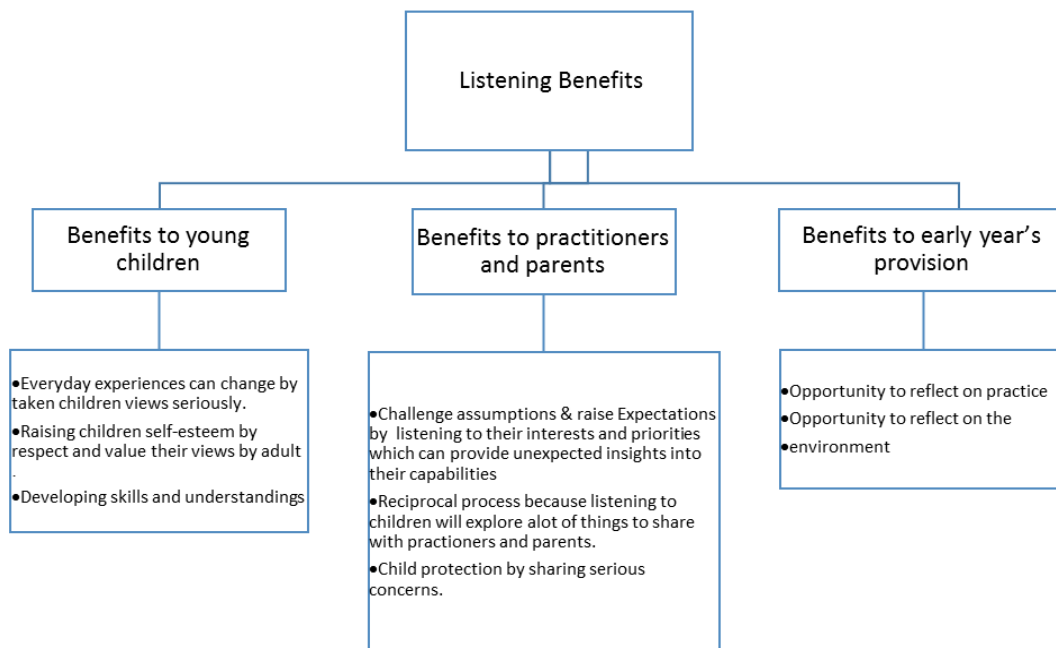 Listening Benefits
Benefits to young
children
•Everyday experiences can change by
taken children views seriously.
•Raising children self-esteem by
respect and value their views by adult
.
•Developing skills and understandings
Benefits to practitioners
and parents
•Challenge assumptions & raise Expectations
by listening to their interests and priorities
which can provide unexpected insights into
their capabilities
•Reciprocal process because listening to
children will explore alot of things to share
with practioners and parents.
•Child protection by sharing serious
concerns.
Benefits to early year’s
provision
•Opportunity to reflect on practice
•Opportunity to reflect on the
•environment